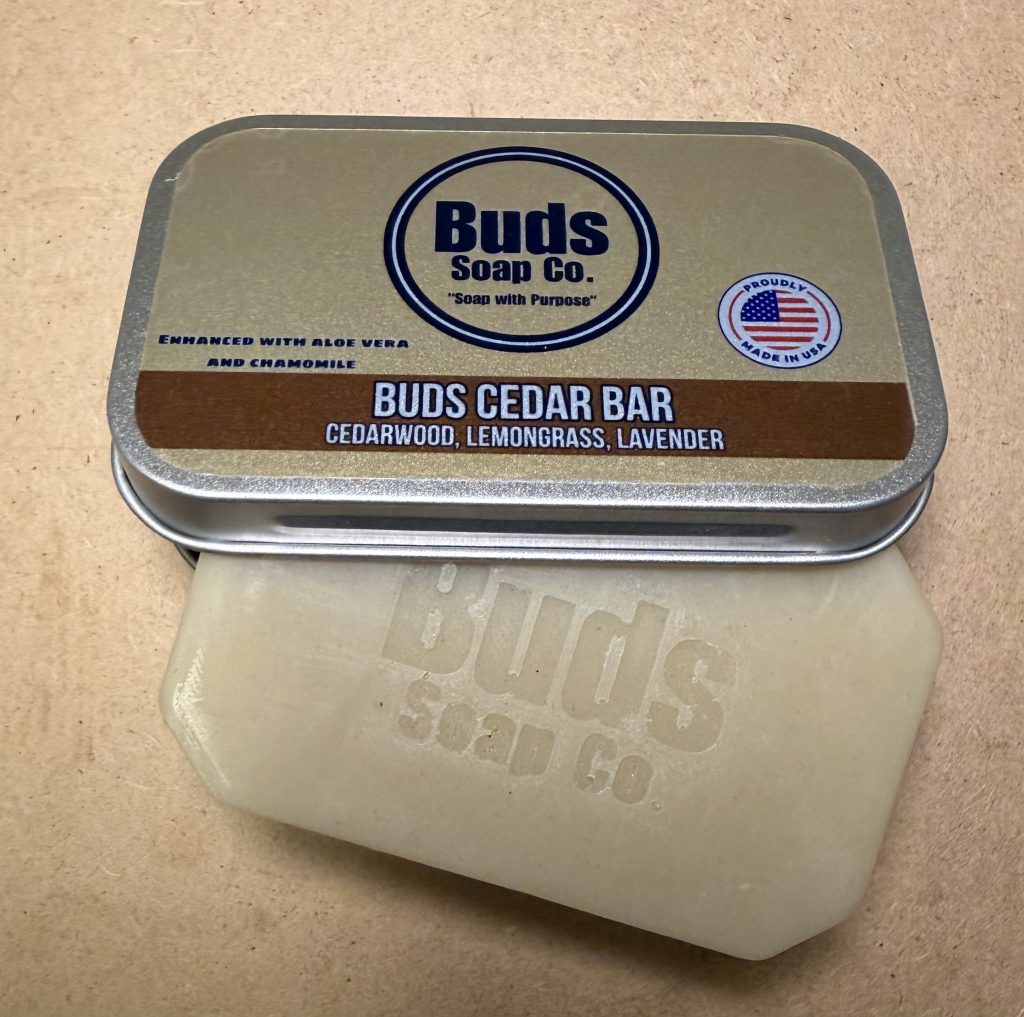 Buds
Soap Co.
"Soap with Purpose"
PROUDLY
MADE IN USA
ENHANCED WITH ALOE VERA
AND CHAMOMILE
BUDS CEDAR BAR
CEDARWOOD, LEMONGRASS, LAVENDER
Buds
Soap Co.